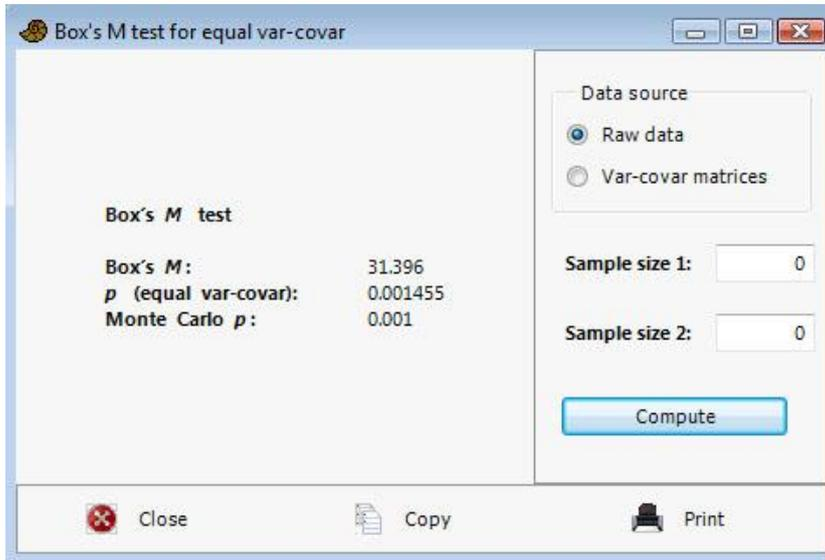 Box's M test for equal var-covar
Box´s M test
Box´s M: 31.396
p (equal var-covar): 0.001455
Monte Carlo p: 0.001
Data source
Raw data
Var-covar matrices
Sample size 1: 0
Sample size 2: 0
Compute
Close
Copy
Print